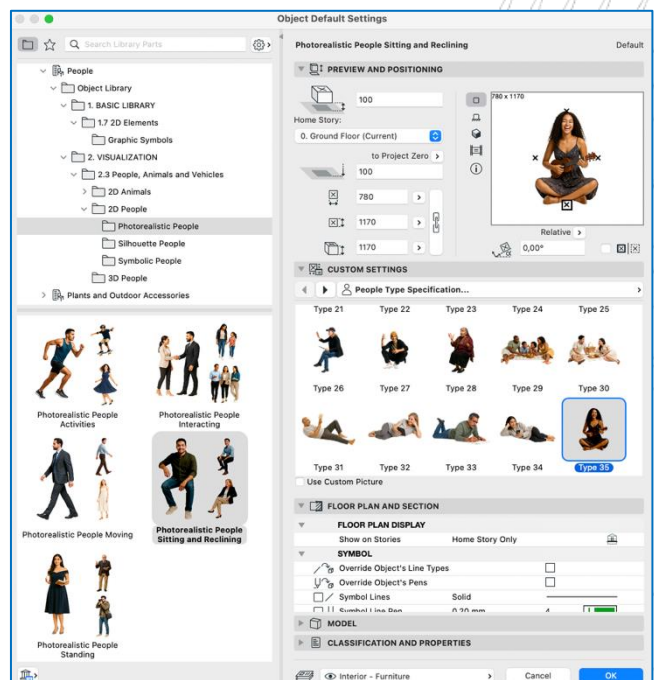 Object Default Settings
Search Library Parts
People
Object Library
1. BASIC LIBRARY
1.7 2D Elements
Graphic Symbols
2. VISUALIZATION
2.3 People, Animals and Vehicles
2D Animals
2D People
Photorealistic People
Silhouette People
Symbolic People
3D People
Plants and Outdoor Accessories
Photorealistic People
Activities
Photorealistic People
Interacting
Photorealistic People Moving
Photorealistic People
Sitting and Reclining
Photorealistic People
Standing
Photorealistic People Sitting and Reclining Default
PREVIEW AND POSITIONING
100
780 x 1170
Home Story:
0. Ground Floor (Current)
to Project Zero
100
780
1170
1170
Relative
0,00°
CUSTOM SETTINGS
People Type Specification...
Type 21 Type 22 Type 23 Type 24 Type 25
Type 26 Type 27 Type 28 Type 29 Type 30
Type 31 Type 32 Type 33 Type 34 Type 35
Use Custom Picture
FLOOR PLAN AND SECTION
FLOOR PLAN DISPLAY
Show on Stories Home Story Only
SYMBOL
Override Object's Line Types
Override Object's Pens
Symbol Lines Solid
Symbol Line Pen 0.20 mm 4
MODEL
CLASSIFICATION AND PROPERTIES
Interior - Furniture Cancel OK